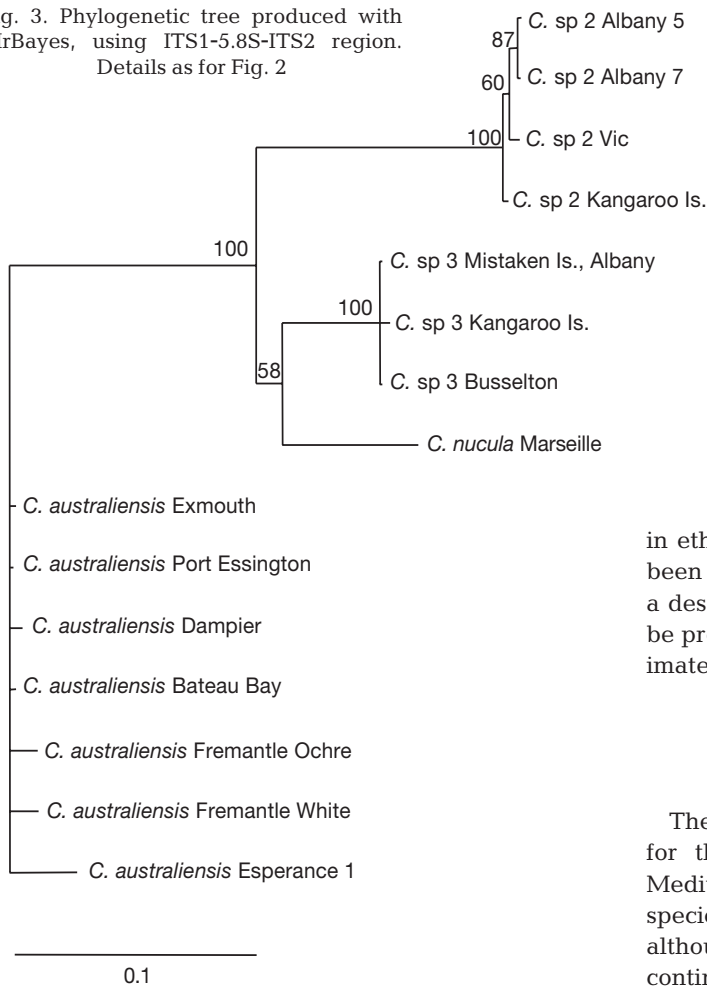 g. 3. Phylogenetic tree produced with
rBayes, using ITS1-5.8S-ITS2 region.
Details as for Fig. 2
C. sp 2 Albany 5
87
C. sp 2 Albany 7
60
C. sp 2 Vic
100
C. sp 2 Kangaroo Is.
100
C. sp 3 Mistaken Is., Albany
100
C. sp 3 Kangaroo Is.
58
C. sp 3 Busselton
C. nucula Marseille
C. australiensis Exmouth
C. australiensis Port Essington
C. australiensis Dampier
C. australiensis Bateau Bay
C. australiensis Fremantle Ochre
C. australiensis Fremantle White
C. australiensis Esperance 1
0.1
in eth
been
a des
be pr
imate
The
for th
Medi
specie
althou
contin